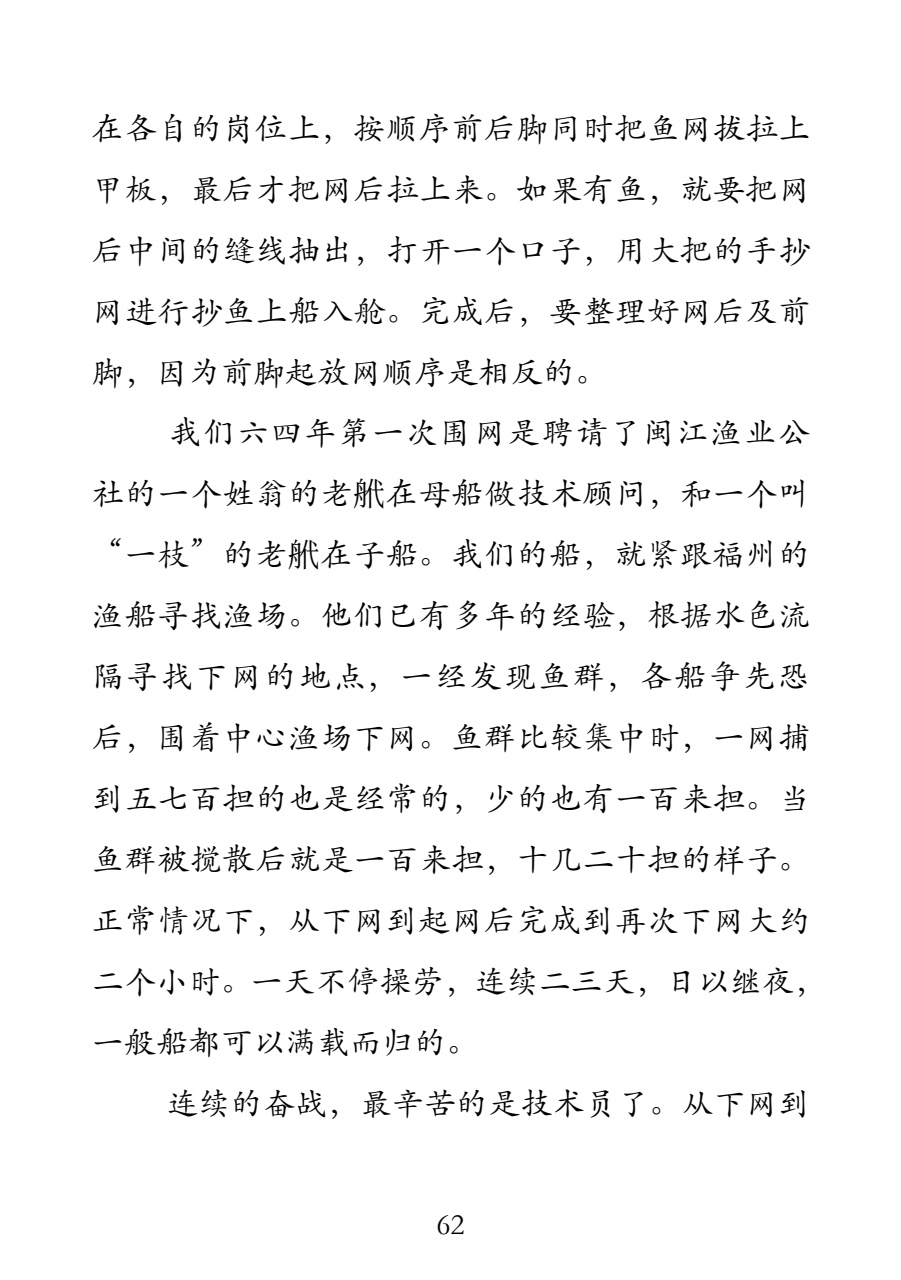 在各自的岗位上，按顺序前后脚同时把鱼网拔拉上
甲板，最后才把网后拉上来。如果有鱼，就要把网
后中间的缝线抽出，打开一个口子，用大把的手抄
网进行抄鱼上船入舱。完成后，要整理好网后及前
脚，因为前脚起放网顺序是相反的。
我们六四年第一次围网是聘请了闽江渔业公
社的一个姓翁的老舧在母船做技术顾问，和一个叫
“一枝”的老舧在子船。我们的船，就紧跟福州的
渔船寻找渔场。他们已有多年的经验，根据水色流
隔寻找下网的地点，一经发现鱼群，各船争先恐
后，围着中心渔场下网。鱼群比较集中时，一网捕
到五七百担的也是经常的，少的也有一百来担。当
鱼群被搅散后就是一百来担，十几二十担的样子。
正常情况下，从下网到起网后完成到再次下网大约
二个小时。一天不停操劳，连续二三天，日以继夜，
一般船都可以满载而归的。
连续的奋战，最辛苦的是技术员了。从下网到
62